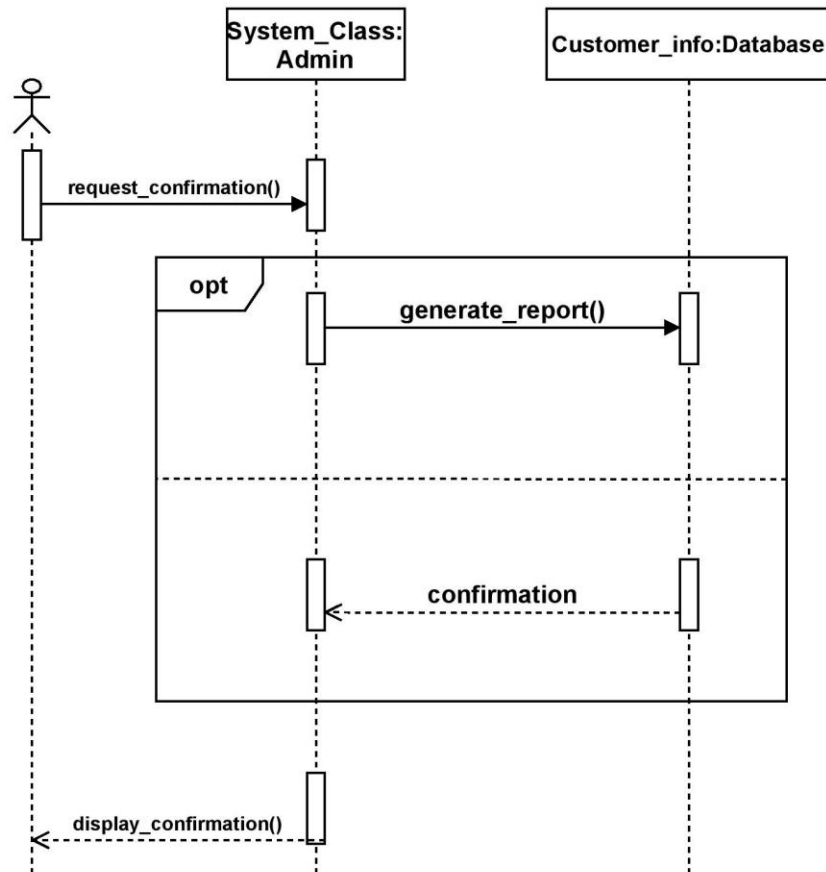 System_Class:
Admin
Customer_info:Database
request_confirmation()
opt
generate_report()
confirmation
display_confirmation()